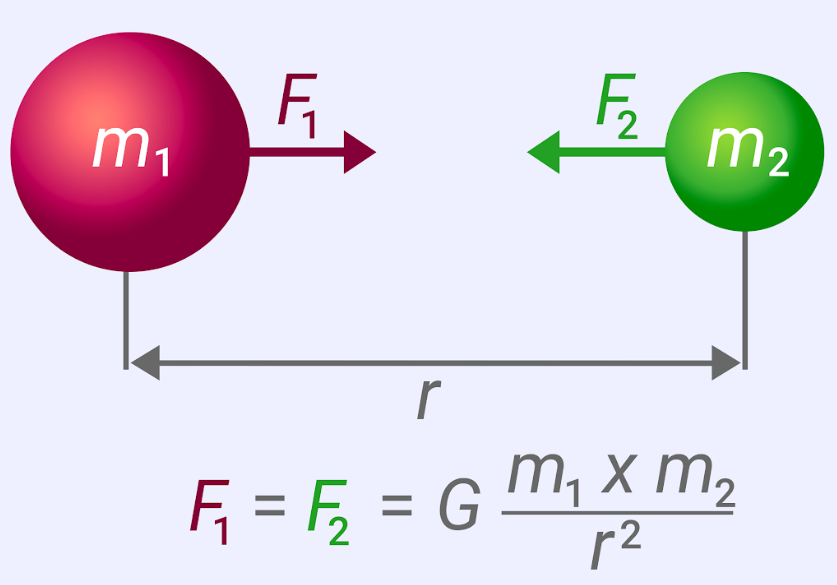 F₁ F₂
m₁ m₂
r
F₁ = F₂ = G m₁ x m₂
r²